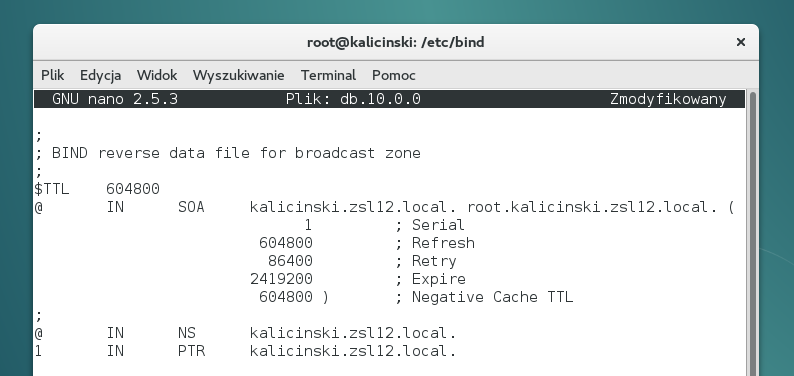 root@kalicinski: /etc/bind
Plik Edycja Widok Wyszukiwanie Terminal Pomoc
GNU nano 2.5.3 Plik: db.10.0.0 Zmodyfikowany
;
; BIND reverse data file for broadcast zone
;
$TTL 604800
@ IN SOA kalicinski.zsl12.local. root.kalicinski.zsl12.local. (
1 ; Serial
604800 ; Refresh
86400 ; Retry
2419200 ; Expire
604800 ) ; Negative Cache TTL
;
@ IN NS kalicinski.zsl12.local.
1 IN PTR kalicinski.zsl12.local.